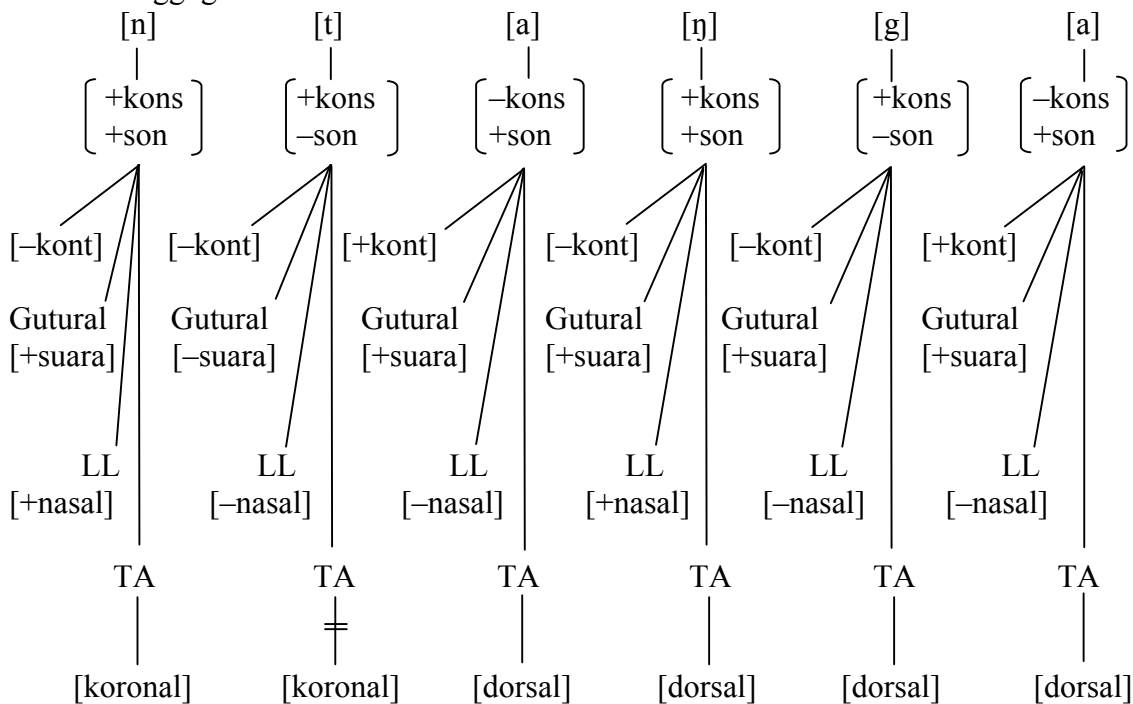 [n] [t] [a] [ŋ] [g] [a]
+kons +kons –kons +kons +kons –kons
+son –son +son +son –son +son
[–kont] [–kont] [+kont] [–kont] [–kont] [+kont]
Gutural Gutural Gutural Gutural Gutural Gutural
[+suara] [–suara] [+suara] [+suara] [+suara] [+suara]
LL LL LL LL LL LL
[+nasal] [–nasal] [–nasal] [+nasal] [–nasal] [–nasal]
TA TA TA TA TA TA
[koronal] [koronal] [dorsal] [dorsal] [dorsal] [dorsal]